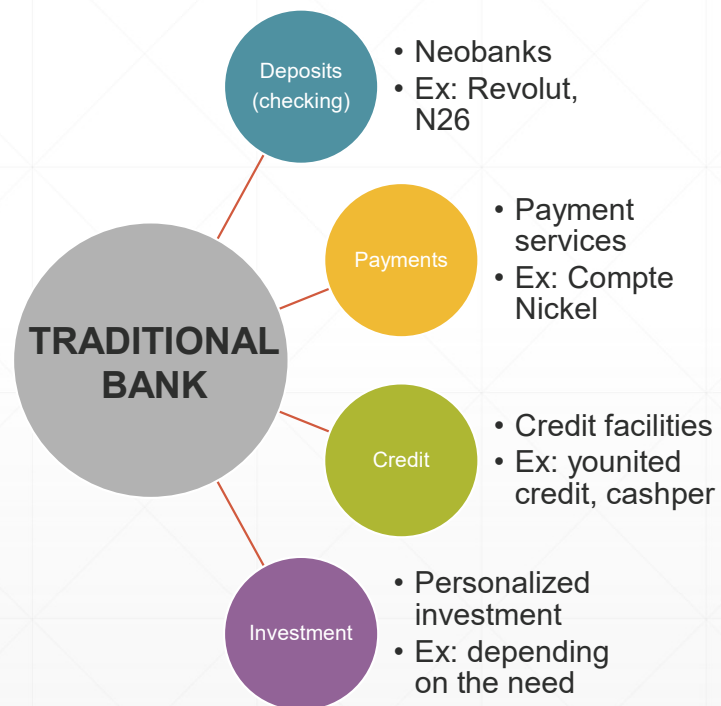 Deposits
(checking)
• Neobanks
• Ex: Revolut,
N26
Payments
• Payment
services
• Ex: Compte
Nickel
TRADITIONAL
BANK
Credit
• Credit facilities
• Ex: younited
credit, cashper
Investment
• Personalized
investment
• Ex: depending
on the need